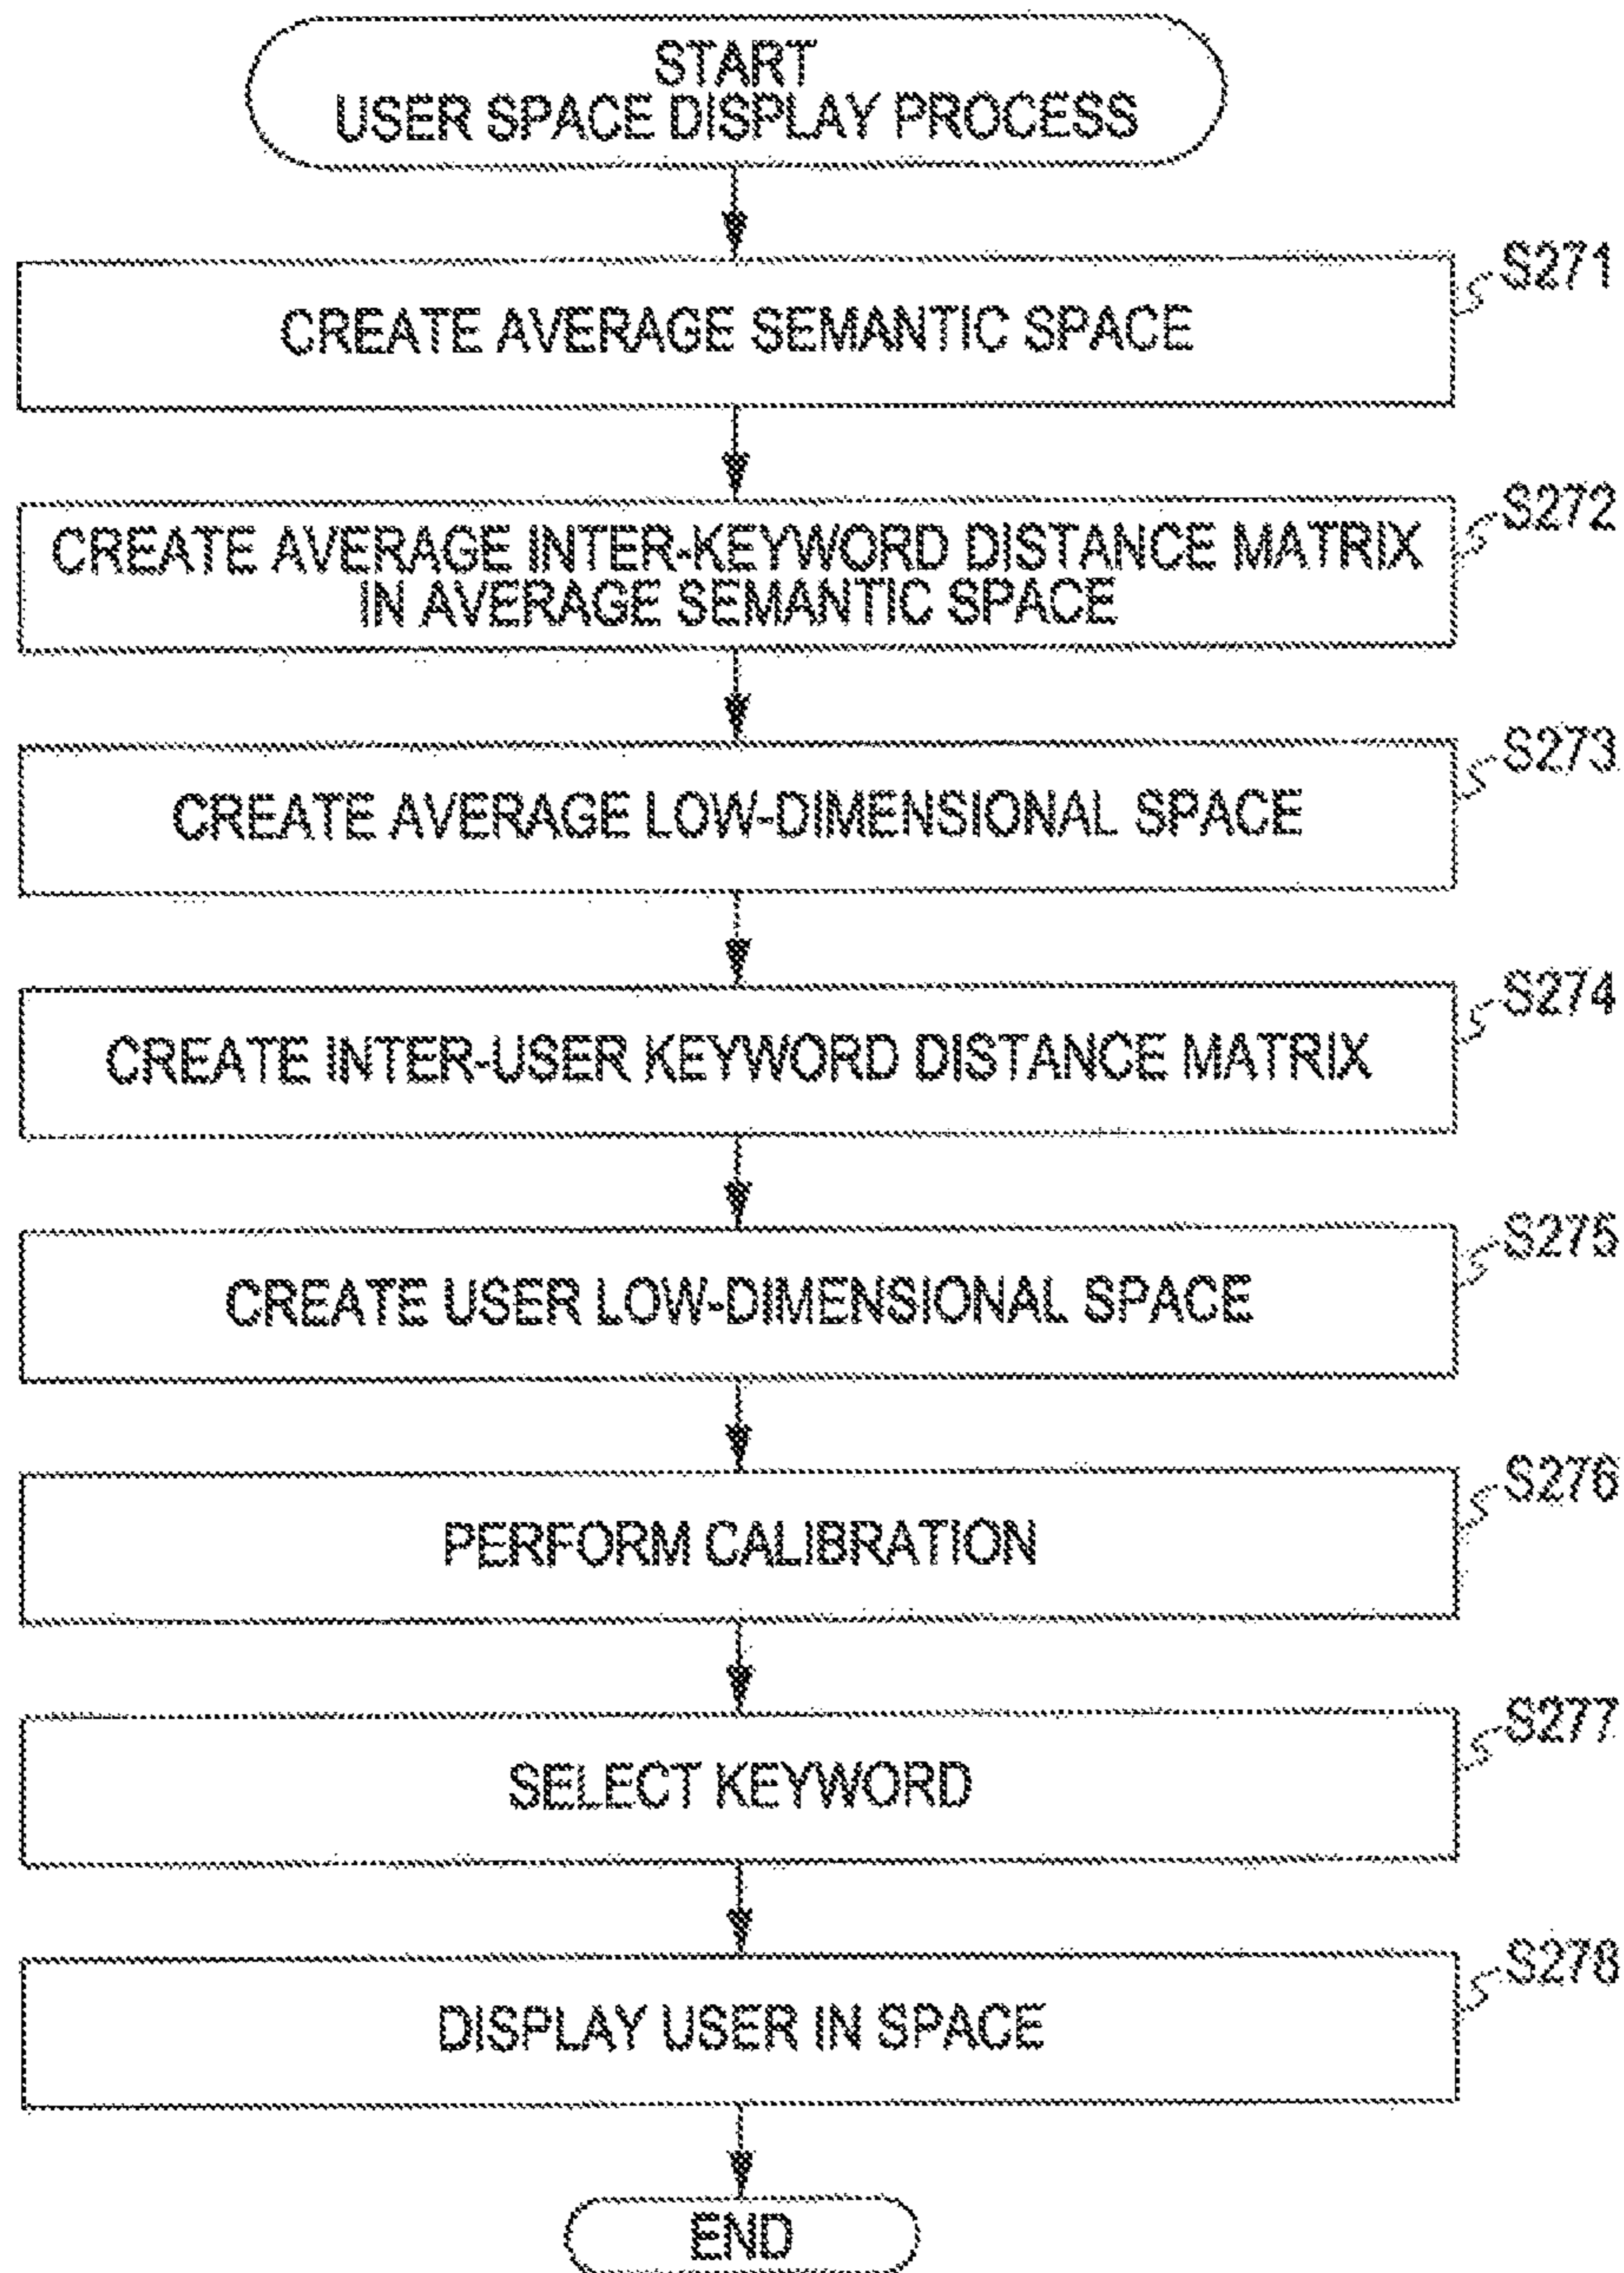 START
USER SPACE DISPLAY PROCESS
S271
CREATE AVERAGE SEMANTIC SPACE
S272
CREATE AVERAGE INTER-KEYWORD DISTANCE MATRIX
IN AVERAGE SEMANTIC SPACE
S273
CREATE AVERAGE LOW-DIMENSIONAL SPACE
S274
CREATE INTER-USER KEYWORD DISTANCE MATRIX
S275
CREATE USER LOW-DIMENSIONAL SPACE
S276
PERFORM CALIBRATION
S277
SELECT KEYWORD
S278
DISPLAY USER IN SPACE
END